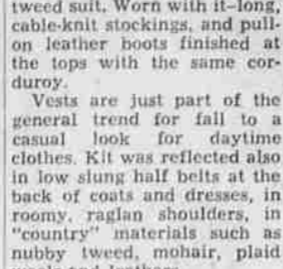 tweed suit. Worn with it—long,
cable-knit stockings, and pull-
on leather boots finished at
the tops with the same cor-
duroy.
Vests are just part of the
general trend for fall to a
casual look for daytime
clothes. Kit was reflected also
in low slung half belts at the
back of coats and dresses, in
roomy, raglan shoulders, in
"country" materials such as
nubby tweed, mohair, plaid